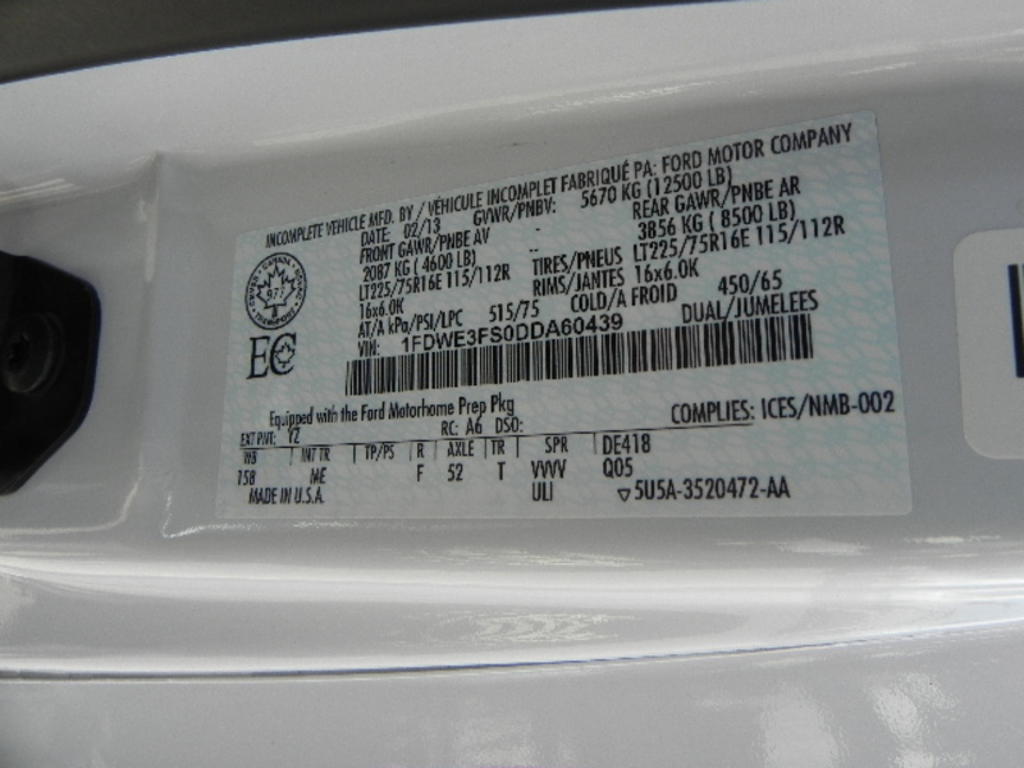 INCOMPLETE VEHICLE MFD. BY / VÉHICULE INCOMPLET FABRIQUÉ PA: FORD MOTOR COMPANY
DATE: 02/13 GVWR/PNBV: 5670 KG (12500 LB)
FRONT GAWR/PNBE AV - REAR GAWR/PNBE AR
2087 KG (4600 LB) -- 3856 KG (8500 LB)
LT225/75R16E 115/112R TIRES/PNEUS LT225/75R16E 115/112R
16x6.0K RIMS/JANTES 16x6.0K
AT/A kPa/PSI/LPC 515/75 COLD/A FROID 450/65
VIN: 1FDWE3FS0DDA60439 DUAL/JUMELEES
CANADA
977
EC
Equipped with the Ford Motorhome Prep Pkg COMPLIES: ICES/NMB-002
EXT PNT: YZ RC: A6 DSO:
WB INT TR TP/PS R AXLE TR SPR DE418
158 ME F 52 T VVVV Q05
MADE IN U.S.A. ULI ▽5U5A-3520472-AA